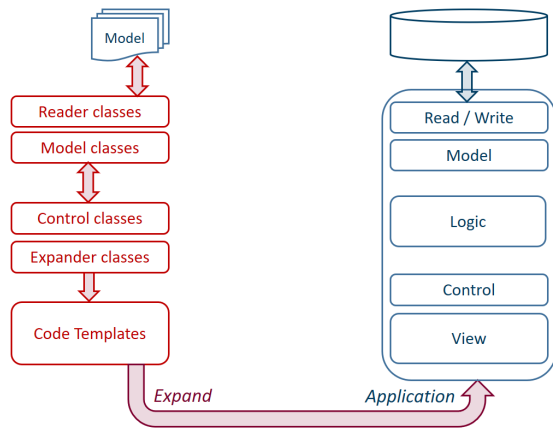 Model
Reader classes
Model classes
Control classes
Expander classes
Code Templates
Expand
Read / Write
Model
Logic
Control
View
Application